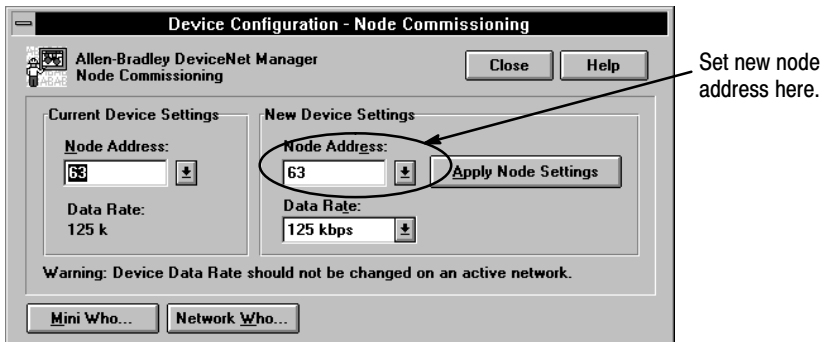 Device Configuration - Node Commissioning
Allen-Bradley DeviceNet Manager
Node Commissioning
Close
Help
Set new node
address here.
Current Device Settings
Node Address:
63
Data Rate:
125 k
New Device Settings
Node Address:
63
Data Rate:
125 kbps
Apply Node Settings
Warning: Device Data Rate should not be changed on an active network.
Mini Who...
Network Who...